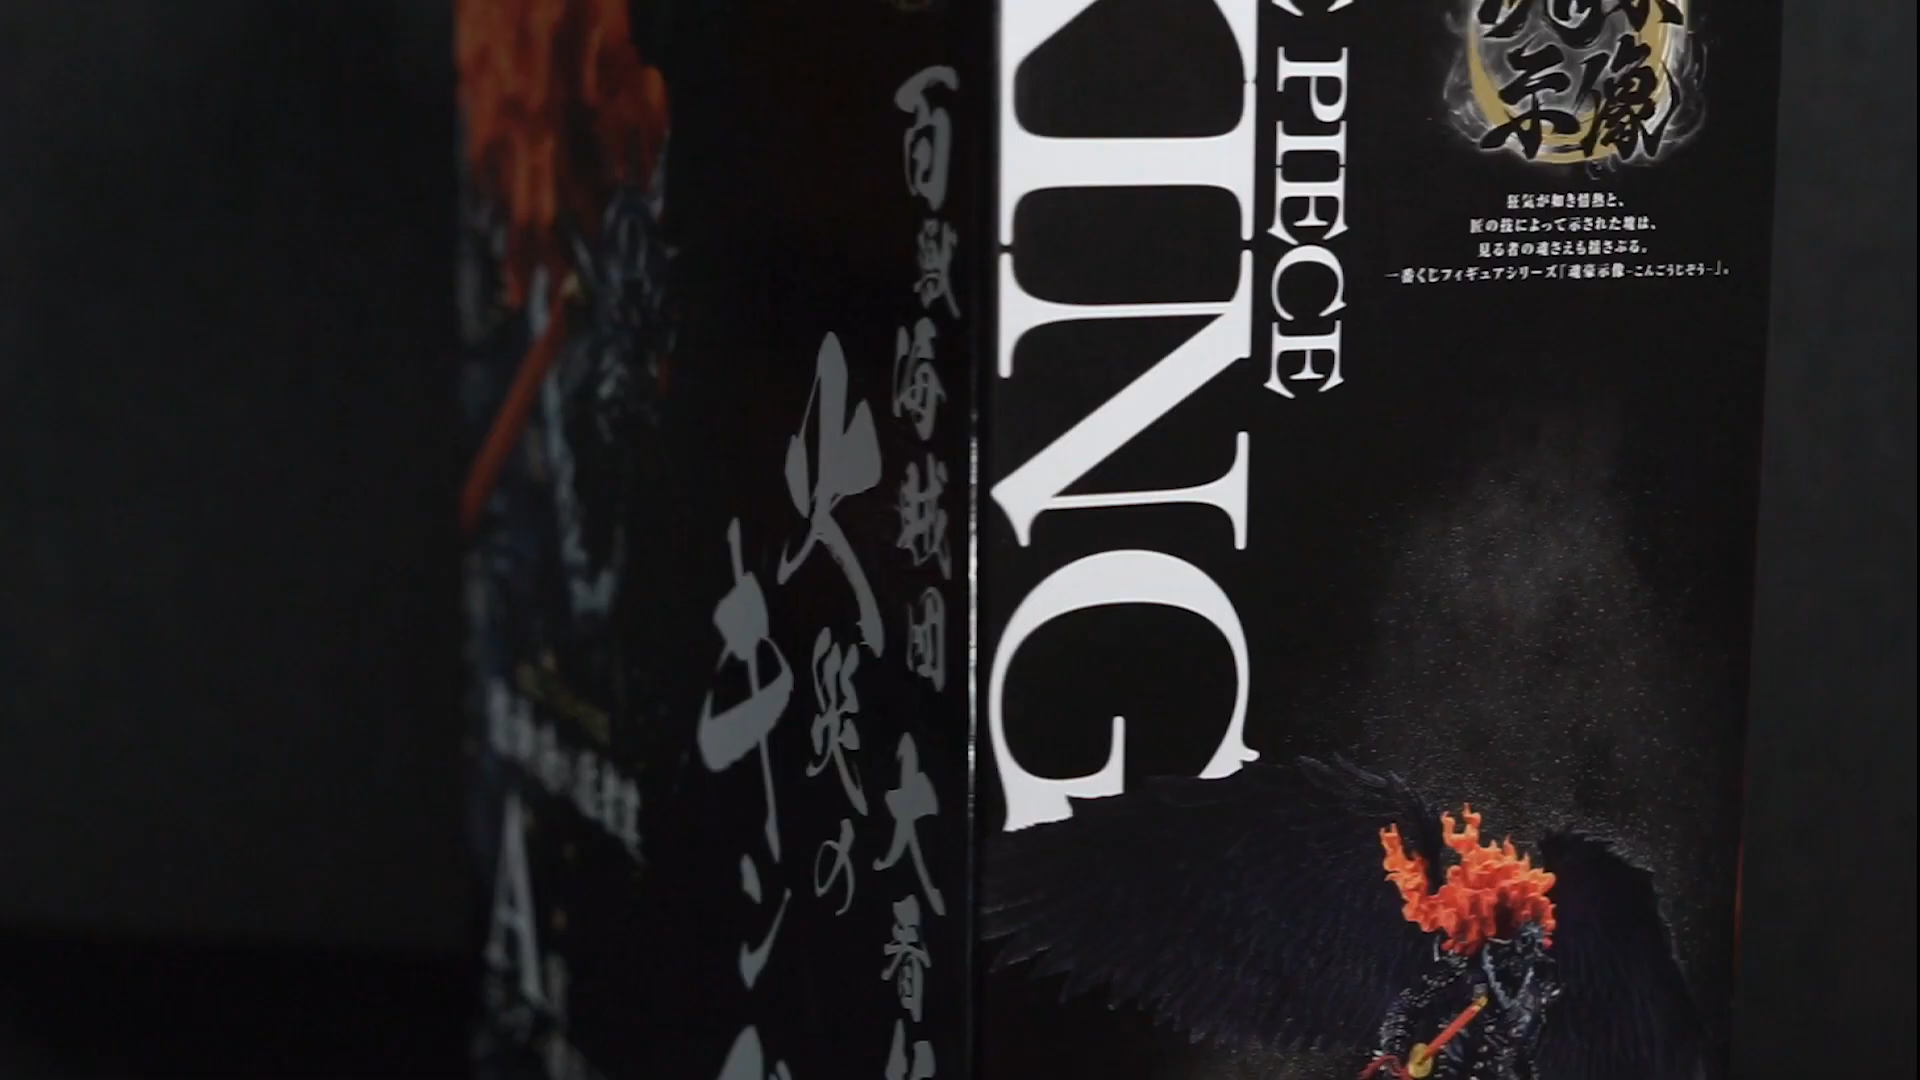 百獣海賊団 大看
火災の
キング
A
KING
PIECE
示像
狂気が如き情熱と、
匠の技によって示された塊は、
見る者の魂さえも揺さぶる。
一番くじフィギュアシリーズ「魂豪示像-こんごうじぞう-」。